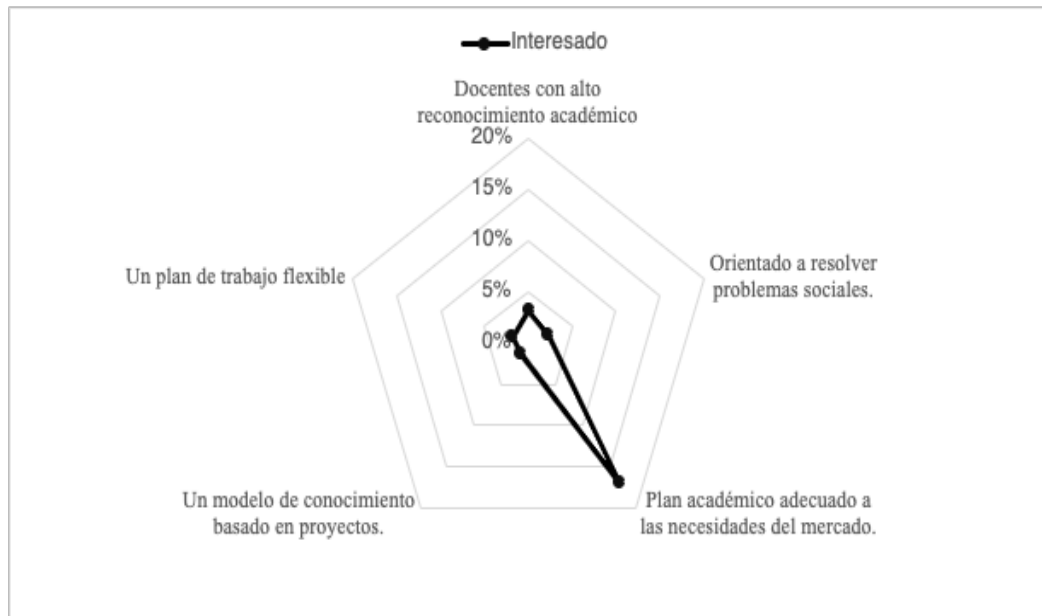 Interesado
Docentes con alto
reconocimiento académico
20%
15%
10%
5%
0%
Orientado a resolver
problemas sociales.
Plan académico adecuado a
las necesidades del mercado.
Un modelo de conocimiento
basado en proyectos.
Un plan de trabajo flexible